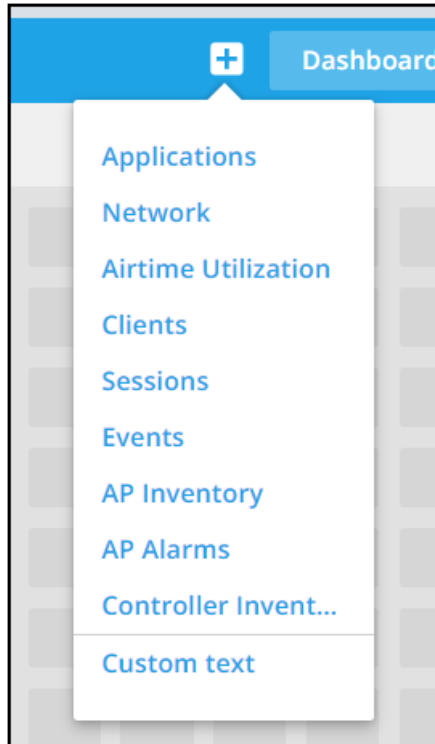 Dashboard
Applications
Network
Airtime Utilization
Clients
Sessions
Events
AP Inventory
AP Alarms
Controller Invent...
Custom text